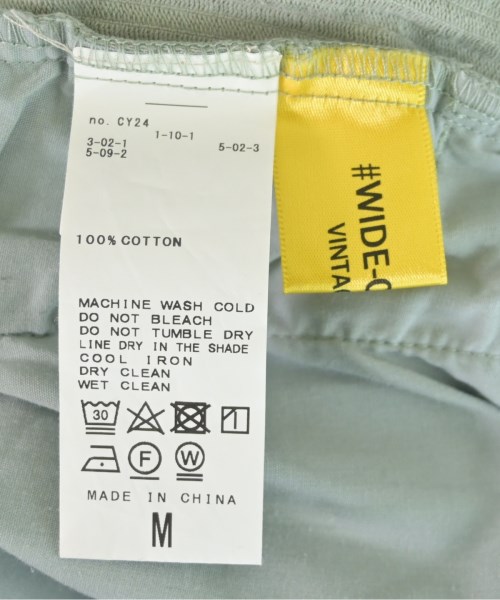 no. CY24
1-10-1
3-02-1
5-09-2
5-02-3
100% COTTON
MACHINE WASH COLD
DO NOT BLEACH
DO NOT TUMBLE DRY
LINE DRY IN THE SHADE
COOL IRON
DRY CLEAN
WET CLEAN
30
F
W
MADE IN CHINA
M
#WIDE-
VINTA